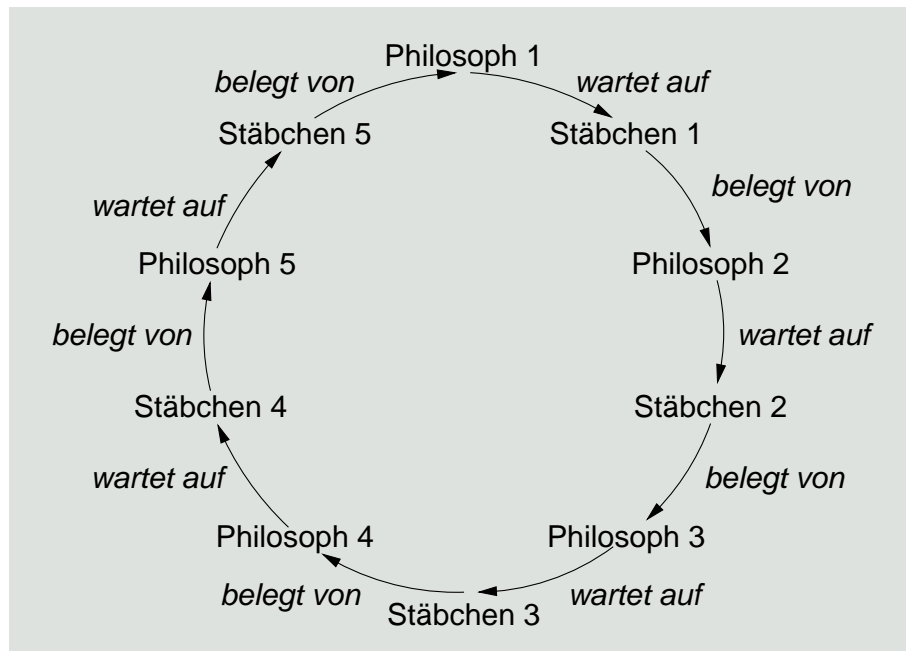 Philosoph 1
belegt von
wartet auf
Stäbchen 5
Stäbchen 1
wartet auf
belegt von
Philosoph 5
Philosoph 2
belegt von
wartet auf
Stäbchen 4
Stäbchen 2
wartet auf
belegt von
Philosoph 4
Philosoph 3
belegt von
wartet auf
Stäbchen 3